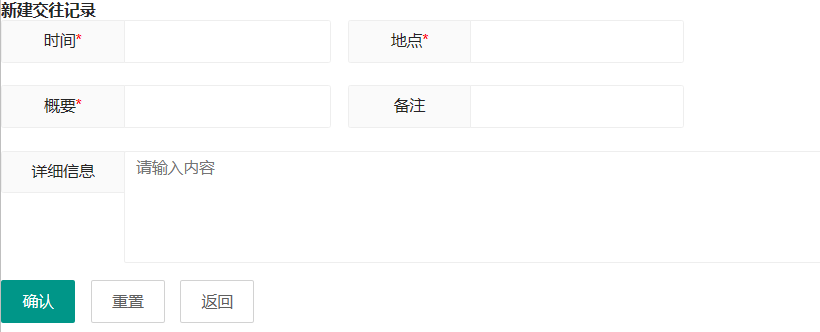 新建交往记录
时间* 地点*
概要* 备注
详细信息 请输入内容
确认 重置 返回